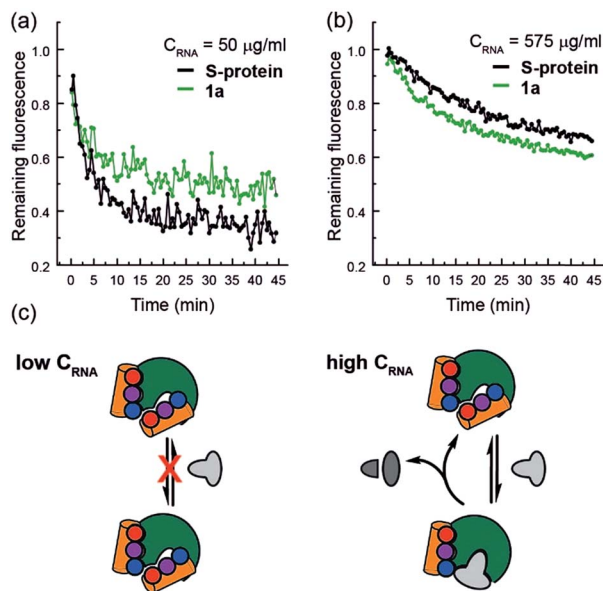 (a)
C_RNA = 50 µg/ml
S-protein
1a
Remaining fluorescence
1.0
0.8
0.6
0.4
0.2
0 5 10 15 20 25 30 35 40 45
Time (min)
(b)
C_RNA = 575 µg/ml
S-protein
1a
Remaining fluorescence
1.0
0.8
0.6
0.4
0.2
0 5 10 15 20 25 30 35 40 45
Time (min)
(c)
low C_RNA
high C_RNA